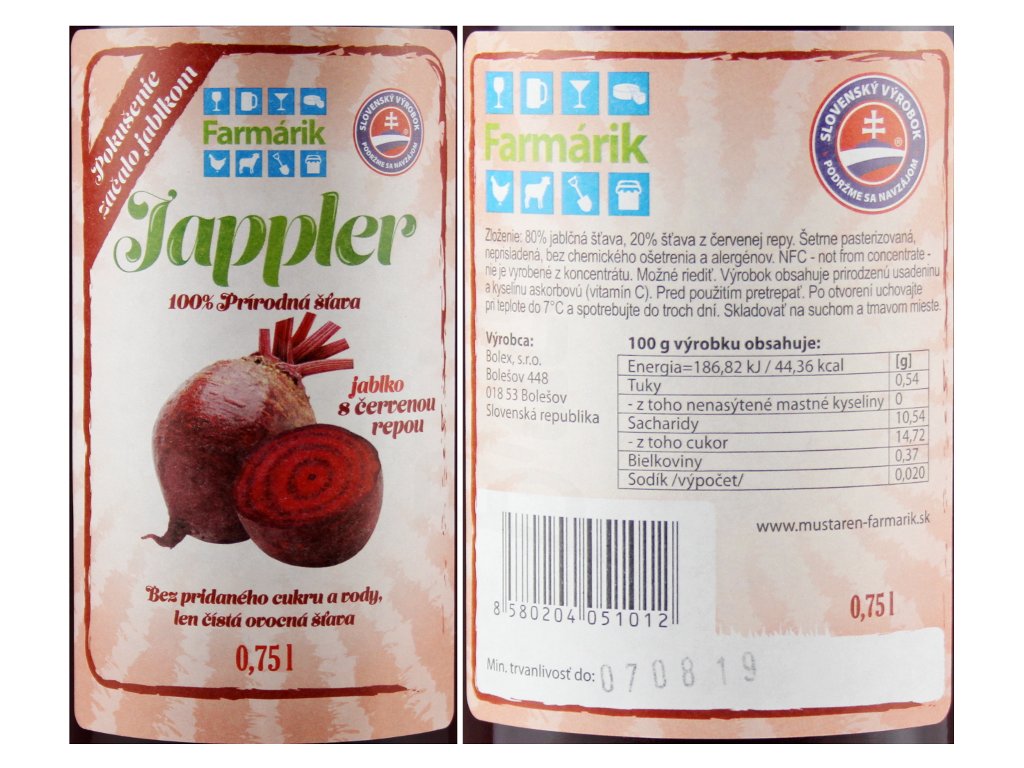 Pokušenie
začalo jablkom
Farmárik
SLOVENSKÝ VÝROBOK
PODRŽME SA NAVZÁJOM
Jappler
100% Prírodná šťava
jablko
s červenou
repou
Bez pridaného cukru a vody,
len čístá ovocná šťava
0,75 l
Farmárik
SLOVENSKÝ VÝROBOK
PODRŽME SA NAVZÁJOM
®
Zloženie: 80% jablčná šťava, 20% šťava z červenej repy. Šetrne pasterizovaná,
neprisladená, bez chemického ošetrenia a alergénov. NFC - not from concentrate -
nie je vyrobené z koncentrátu. Možné riediť. Výrobok obsahuje prirodzenú usadeninu
a kyselinu askorbovú (vitamín C). Pred použitím pretrepať. Po otvorení uchovajte
pri teplote do 7°C a spotrebujte do troch dní. Skladovať na suchom a tmavom mieste.
Výrobca:
Bolex, s.r.o.
Bolešov 448
018 53 Bolešov
Slovenská republika
100 g výrobku obsahuje:
Energia=186,82 kJ / 44,36 kcal [g]
Tuky 0,54
- z toho nenasýtené mastné kyseliny 0
Sacharidy 10,54
- z toho cukor 14,72
Bielkoviny 0,37
Sodík /výpočet/ 0,020
www.mustaren-farmarik.sk
8 580204 051012
0,75 l
Min. trvanlivosť do: 070819